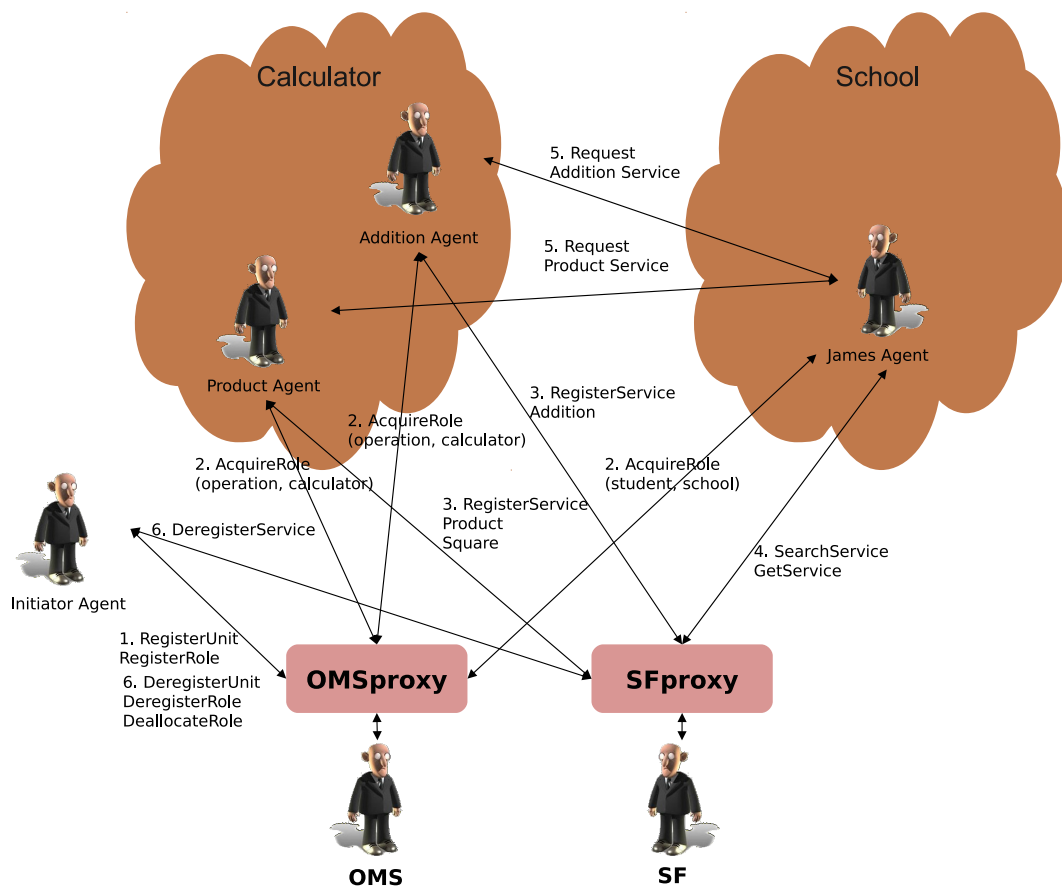 Calculator
School
5. Request
Addition Service
Addition Agent
5. Request
Product Service
James Agent
Product Agent
3. RegisterService
Addition
2. AcquireRole
(operation, calculator)
2. AcquireRole
(operation, calculator)
2. AcquireRole
(student, school)
3. RegisterService
Product
Square
6. DeregisterService
4. SearchService
GetService
Initiator Agent
1. RegisterUnit
RegisterRole
6. DeregisterUnit
DeregisterRole
DeallocateRole
OMSproxy
SFproxy
OMS
SF